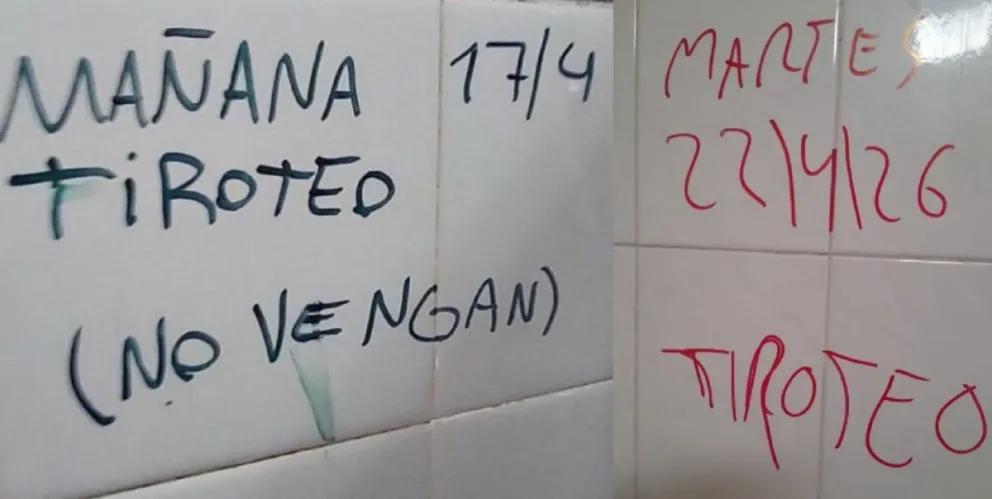 MAÑANA 17/4
TiROTEO
(NO VENGAN)
MARTES
22\4\26
TIROTEO